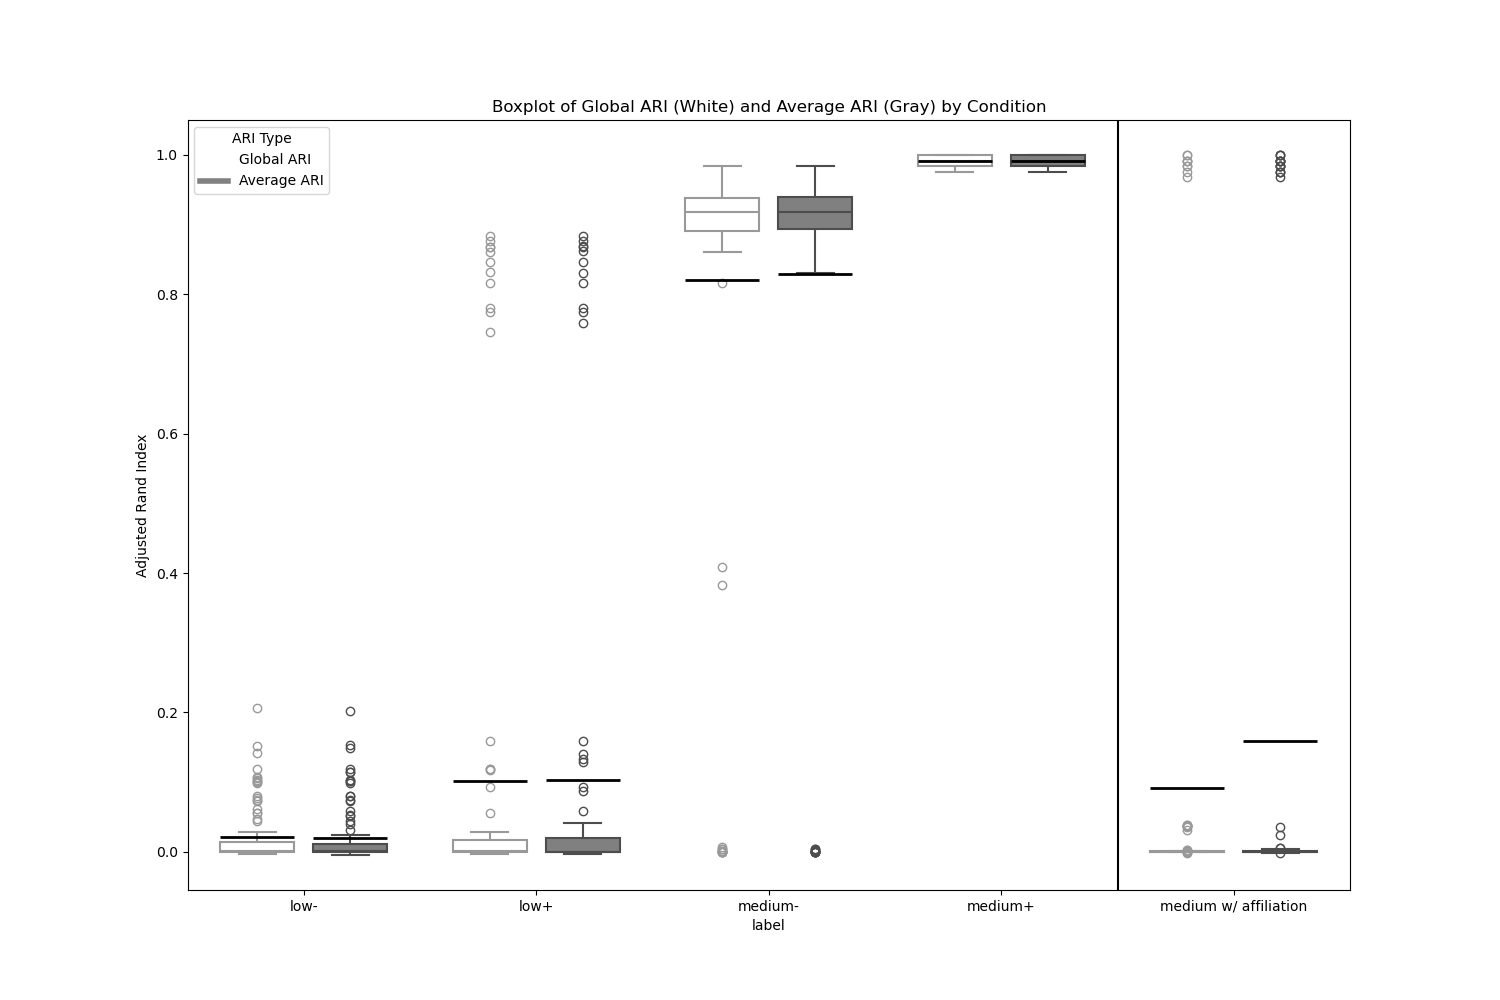 Boxplot of Global ARI (White) and Average ARI (Gray) by Condition
ARI Type
Global ARI
Average ARI
Adjusted Rand Index
1.0
0.8
0.6
0.4
0.2
0.0
low-
low+
medium-
medium+
medium w/ affiliation
label